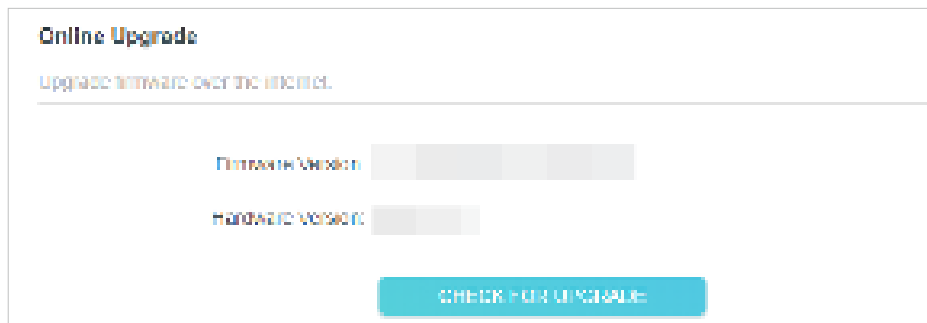 Online Upgrade
Upgrade firmware over the internet.
Firmware Version:
Hardware Version:
CHECK FOR UPGRADE